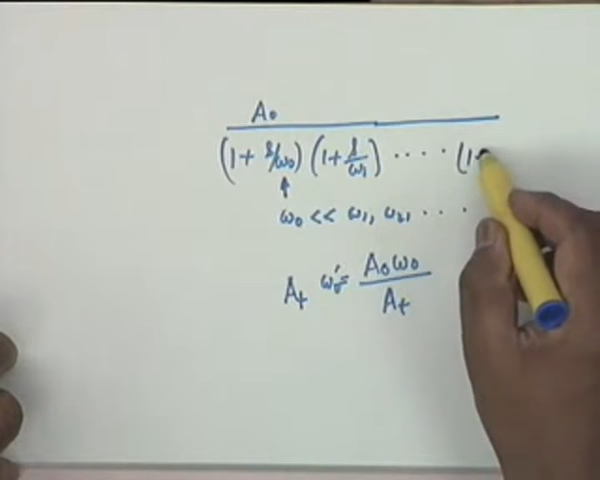 A₀
(1 + s/ω₀) (1 + s/ω₁) · · · · (1+
ω₀ << ω₁, ω₂, · · ·
A_f ω₀' = A₀ω₀ / A_f